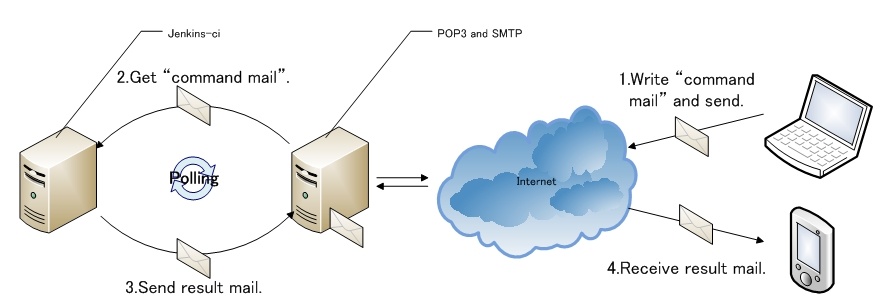 Jenkins-ci
POP3 and SMTP
2.Get “command mail”.
1.Write “command
mail” and send.
Polling
Internet
4.Receive result mail.
3.Send result mail.